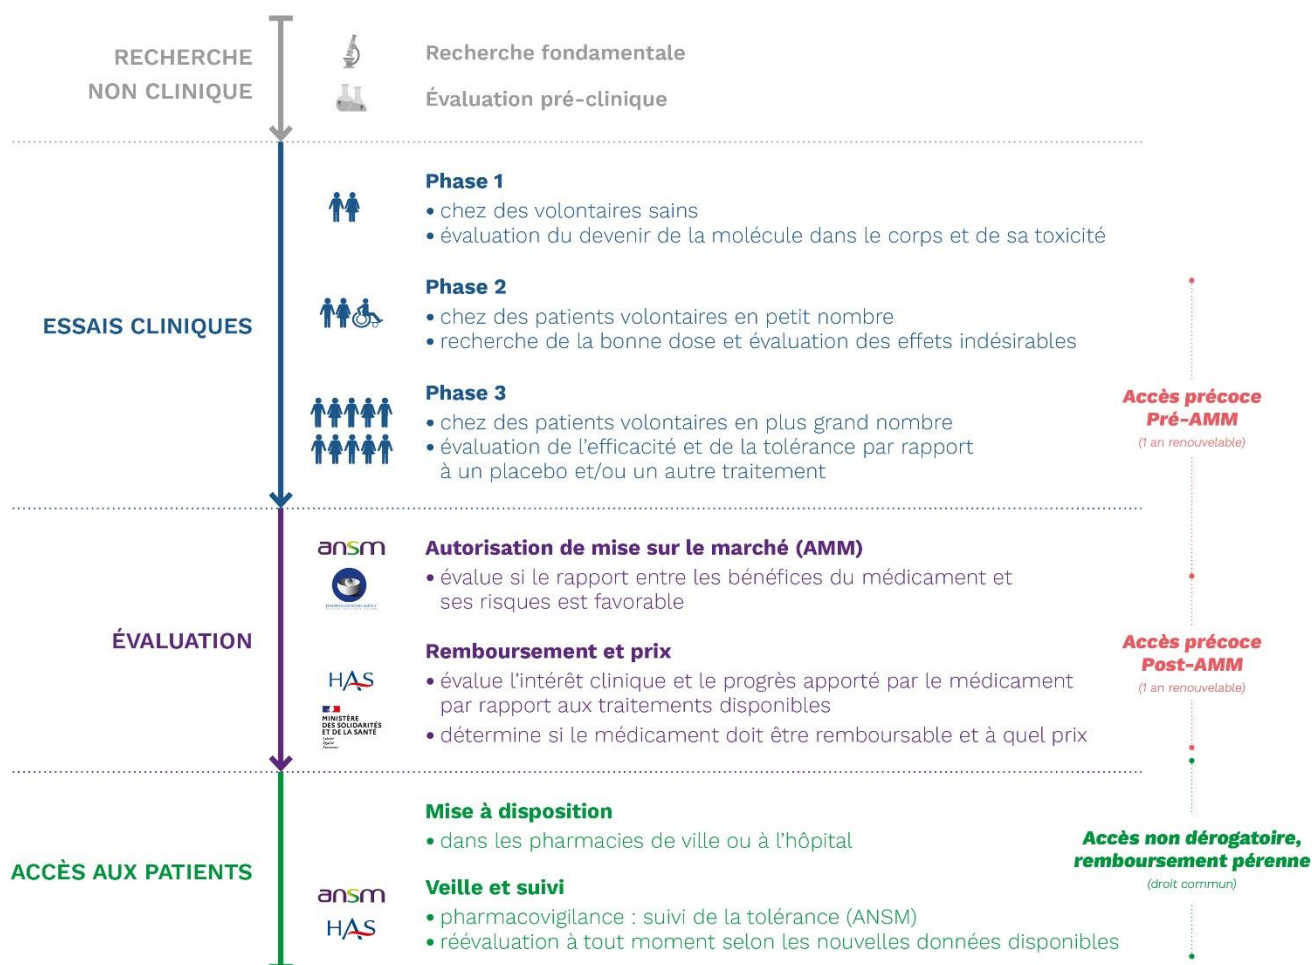 RECHERCHE
NON CLINIQUE
Recherche fondamentale
Évaluation pré-clinique
ESSAIS CLINIQUES
Phase 1
• chez des volontaires sains
• évaluation du devenir de la molécule dans le corps et de sa toxicité
Phase 2
• chez des patients volontaires en petit nombre
• recherche de la bonne dose et évaluation des effets indésirables
Phase 3
• chez des patients volontaires en plus grand nombre
• évaluation de l'efficacité et de la tolérance par rapport
à un placebo et/ou un autre traitement
Accès précoce
Pré-AMM
(1 an renouvelable)
ÉVALUATION
ansm
Autorisation de mise sur le marché (AMM)
• évalue si le rapport entre les bénéfices du médicament et
ses risques est favorable
Remboursement et prix
HAS
MINISTÈRE
DES SOLIDARITÉS
ET DE LA SANTÉ
• évalue l'intérêt clinique et le progrès apporté par le médicament
par rapport aux traitements disponibles
• détermine si le médicament doit être remboursable et à quel prix
Accès précoce
Post-AMM
(1 an renouvelable)
ACCÈS AUX PATIENTS
Mise à disposition
• dans les pharmacies de ville ou à l'hôpital
ansm
HAS
Veille et suivi
• pharmacovigilance : suivi de la tolérance (ANSM)
• réévaluation à tout moment selon les nouvelles données disponibles
Accès non dérogatoire,
remboursement pérenne
(droit commun)